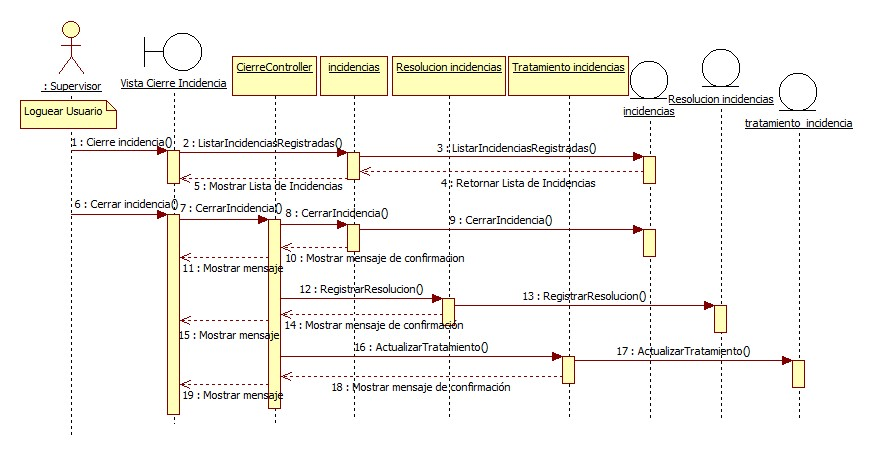 : Supervisor
Vista Cierre Incidencia
CierreController
incidencias
Resolucion incidencias
Tratamiento incidencias
incidencias
Resolucion incidencias
tratamiento_incidencia
Loguear Usuario
1 : Cierre incidencia()
2 : ListarIncidenciasRegistradas()
3 : ListarIncidenciasRegistradas()
4 : Retornar Lista de Incidencias
5 : Mostrar Lista de Incidencias
6 : Cerrar incidencia()
7 : CerrarIncidencia()
8 : CerrarIncidencia()
9 : CerrarIncidencia()
10 : Mostrar mensaje de confirmacion
11 : Mostrar mensaje
12 : RegistrarResolucion()
13 : RegistrarResolucion()
14 : Mostrar mensaje de confirmación
15 : Mostrar mensaje
16 : ActualizarTratamiento()
17 : ActualizarTratamiento()
18 : Mostrar mensaje de confirmación
19 : Mostrar mensaje